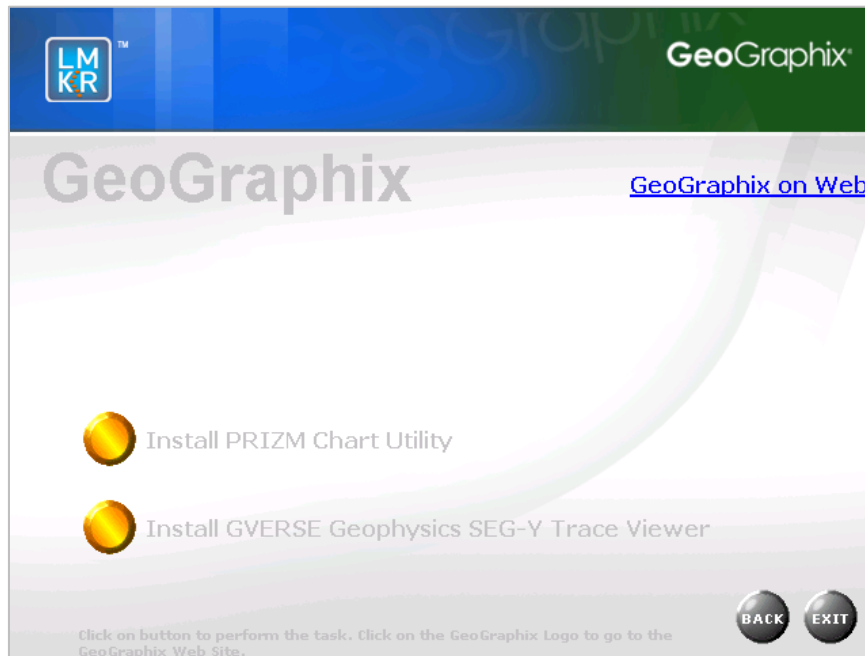 LM
KR
TM
GeoGraphix
GeoGraphix
GeoGraphix
GeoGraphix on Web
Install PRIZM Chart Utility
Install GVERSE Geophysics SEG-Y Trace Viewer
BACK
EXIT
Click on button to perform the task. Click on the GeoGraphix Logo to go to the
GeoGraphix Web Site.